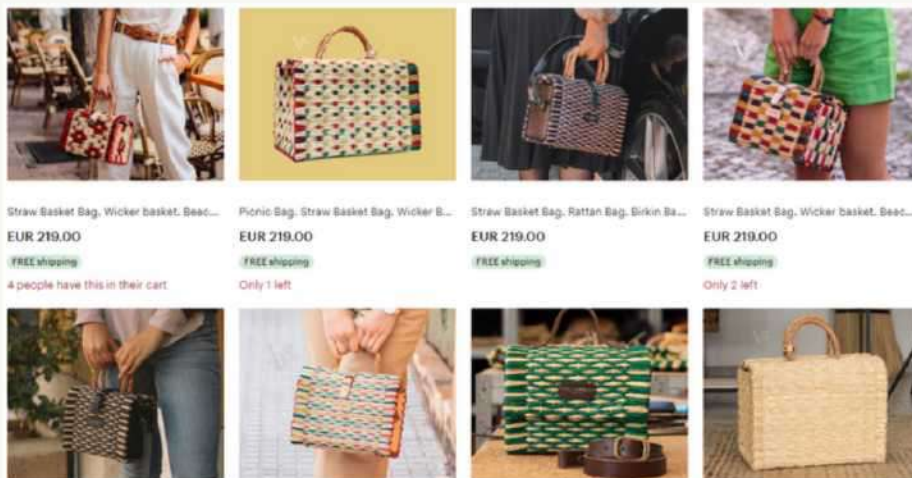 Straw Basket Bag. Wicker basket. Beac...
Picnic Bag. Straw Basket Bag. Wicker B...
Straw Basket Bag. Rattan Bag. Birkin Ba...
Straw Basket Bag. Wicker basket. Beac...
EUR 219.00
EUR 219.00
EUR 219.00
EUR 219.00
FREE shipping
FREE shipping
FREE shipping
FREE shipping
4 people have this in their cart
Only 1 left
Only 2 left